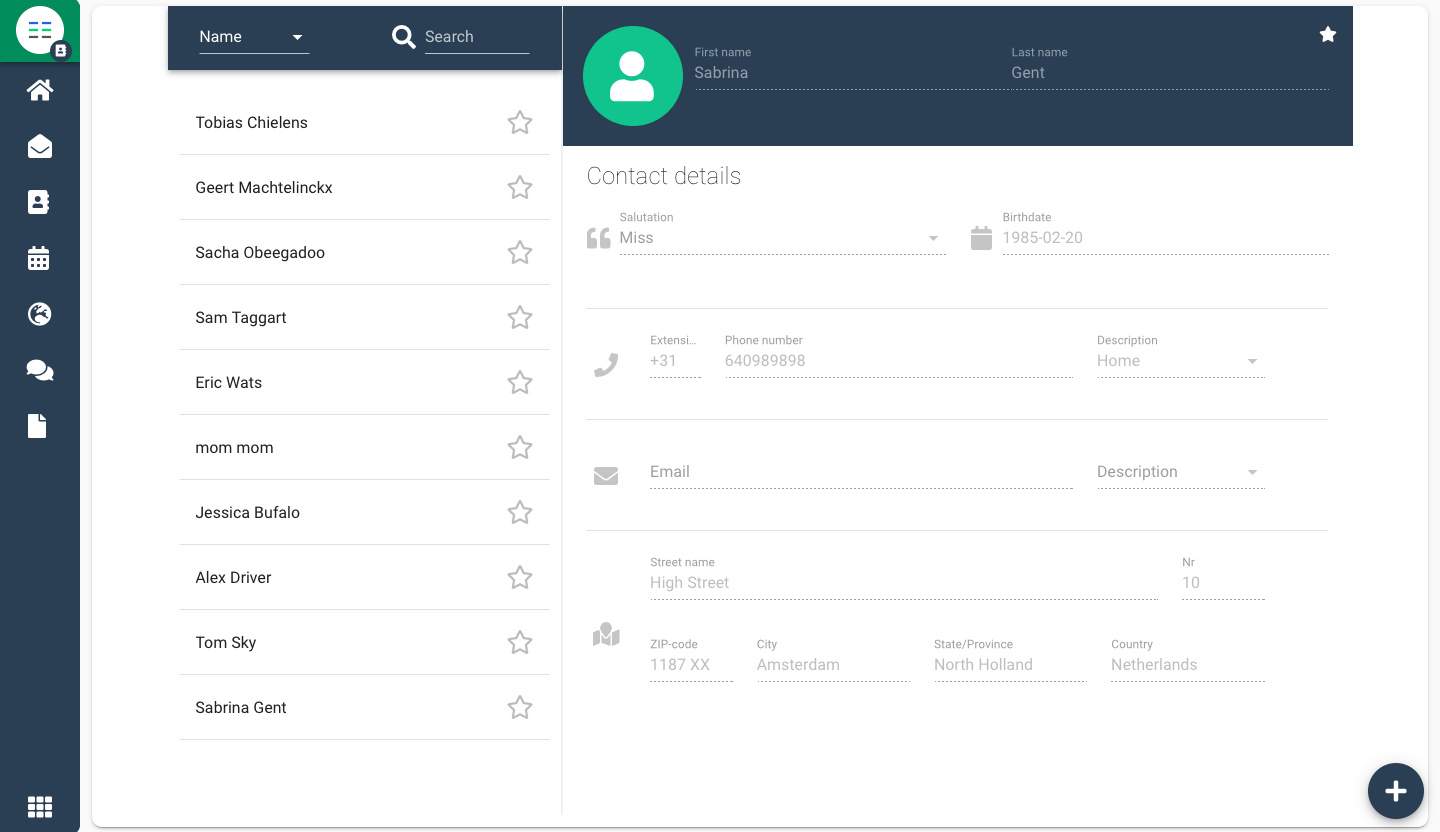 Name
Search
Tobias Chielens
Geert Machtelinckx
Sacha Obeegadoo
Sam Taggart
Eric Wats
mom mom
Jessica Bufalo
Alex Driver
Tom Sky
Sabrina Gent
First name
Last name
Sabrina
Gent
Contact details
Salutation
Birthdate
Miss
1985-02-20
Extensi...
Phone number
Description
+31
640989898
Home
Email
Description
Street name
Nr
High Street
10
ZIP-code
City
State/Province
Country
1187 XX
Amsterdam
North Holland
Netherlands